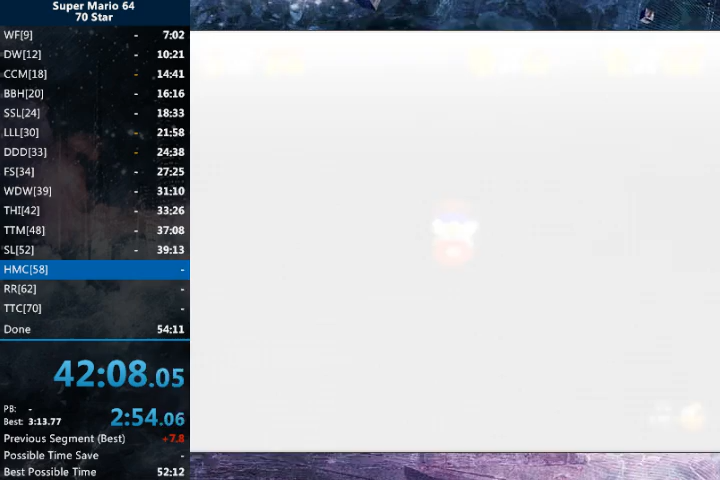 Super Mario 64
70 Star
WF[9] - 7:02
DW[12] - 10:21
CCM[18] - 14:41
BBH[20] - 16:16
SSL[24] - 18:33
LLL[30] - 21:58
DDD[33] - 24:38
FS[34] - 27:25
WDW[39] - 31:10
THI[42] - 33:26
TTM[48] - 37:08
SL[52] - 39:13
HMC[58] -
RR[62] -
TTC[70] -
Done 54:11
42:08.05
PB: -
Best: 3:13.77 2:54.06
Previous Segment (Best) +7.8
Possible Time Save -
Best Possible Time 52:12